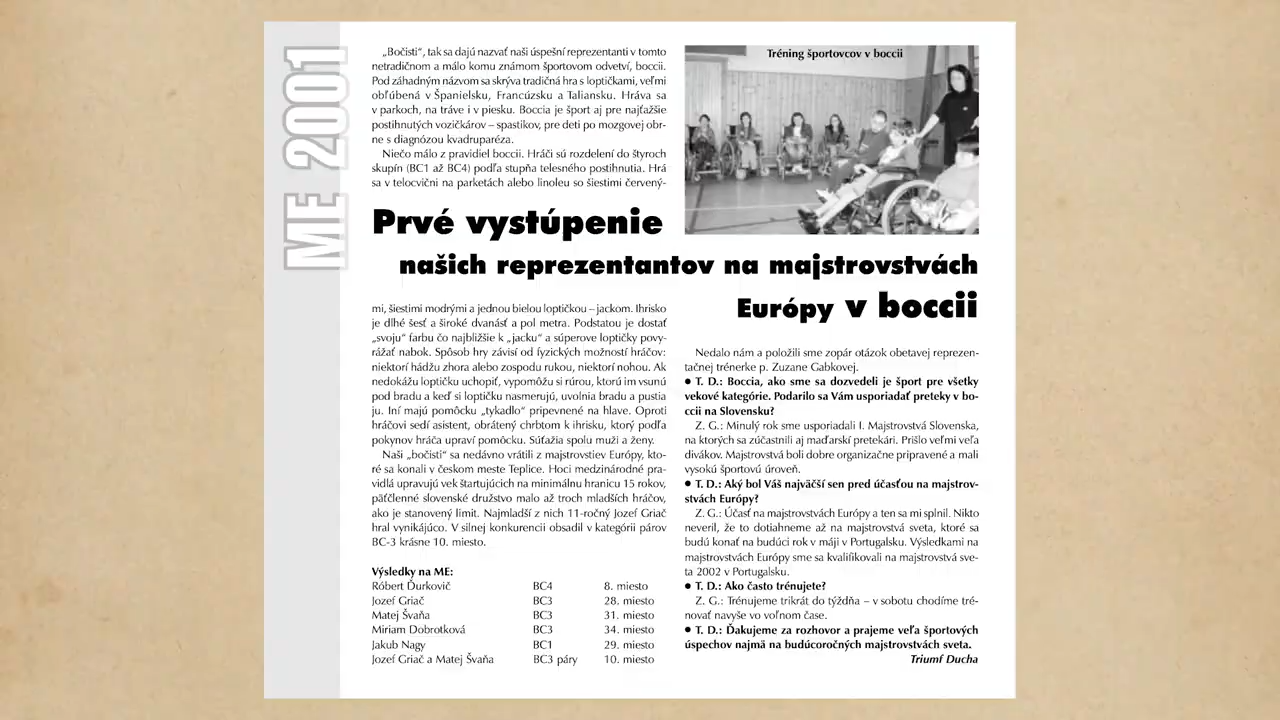 ME 2001
„Bočisti“, tak sa dajú nazvať naši úspešní reprezentanti v tomto
netradičnom a málo komu známom športovom odvetví, boccii.
Pod záhadným názvom sa skrýva tradičná hra s loptičkami, veľmi
obľúbená v Španielsku, Francúzsku a Taliansku. Hráva sa
v parkoch, na tráve i v piesku. Boccia je šport aj pre najťažšie
postihnutých vozičkárov – spastikov, pre deti po mozgovej obr-
ne s diagnózou kvadruparéza.
Niečo málo z pravidiel boccii. Hráči sú rozdelení do štyroch
skupín (BC1 až BC4) podľa stupňa telesného postihnutia. Hrá
sa v telocvični na parketách alebo linoleu so šiestimi červený-
Tréning športovcov v boccii
Prvé vystúpenie
našich reprezentantov na majstrovstvách
Európy v boccii
mi, šiestimi modrými a jednou bielou loptičkou – jackom. Ihrisko
je dlhé šesť a široké dvanásť a pol metra. Podstatou je dostať
„svoju“ farbu čo najbližšie k „jacku“ a súperove loptičky povy-
rážať nabok. Spôsob hry závisí od fyzických možností hráčov:
niektorí hádžu zhora alebo zospodu rukou, niektorí nohou. Ak
nedokážu loptičku uchopiť, vypomôžu si rúrou, ktorú im vsunú
pod bradu a keď si loptičku nasmerujú, uvolnia bradu a pustia
ju. Iní majú pomôcku „tykadlo“ pripevnené na hlave. Oproti
hráčovi sedí asistent, obrátený chrbtom k ihrisku, ktorý podľa
pokynov hráča upraví pomôcku. Súťažia spolu muži a ženy.
Naši „bočisti“ sa nedávno vrátili z majstrovstiev Európy, kto-
ré sa konali v českom meste Teplice. Hoci medzinárodné pra-
vidlá upravujú vek štartujúcich na minimálnu hranicu 15 rokov,
päťčlenné slovenské družstvo malo až troch mladších hráčov,
ako je stanovený limit. Najmladší z nich 11-ročný Jozef Griač
hral vynikájúco. V silnej konkurencii obsadil v kategórii párov
BC-3 krásne 10. miesto.
Výsledky na ME:
Róbert Ďurkovič BC4 8. miesto
Jozef Griač BC3 28. miesto
Matej Švaňa BC3 31. miesto
Miriam Dobrotková BC3 34. miesto
Jakub Nagy BC1 29. miesto
Jozef Griač a Matej Švaňa BC3 páry 10. miesto
Nedalo nám a položili sme zopár otázok obetavej reprezen-
tačnej trénerke p. Zuzane Gabkovej.
● T. D.: Boccia, ako sme sa dozvedeli je šport pre všetky
vekové kategórie. Podarilo sa Vám usporiadať preteky v bo-
ccii na Slovensku?
Z. G.: Minulý rok sme usporiadali I. Majstrovstvá Slovenska,
na ktorých sa zúčastnili aj maďarskí pretekári. Prišlo veľmi veľa
divákov. Majstrovstvá boli dobre organizačne pripravené a mali
vysokú športovú úroveň.
● T. D.: Aký bol Váš najväčší sen pred účasťou na majstrov-
stvách Európy?
Z. G.: Účasť na majstrovstvách Európy a ten sa mi splnil. Nikto
neveril, že to dotiahneme až na majstrovstvá sveta, ktoré sa
budú konať na budúci rok v máji v Portugalsku. Výsledkami na
majstrovstvách Európy sme sa kvalifikovali na majstrovstvá sve-
ta 2002 v Portugalsku.
● T. D.: Ako často trénujete?
Z. G.: Trénujeme trikrát do týždňa – v sobotu chodíme tré-
novať navyše vo voľnom čase.
● T. D.: Ďakujeme za rozhovor a prajeme veľa športových
úspechov najmä na budúcoročných majstrovstvách sveta.
Triumf Ducha